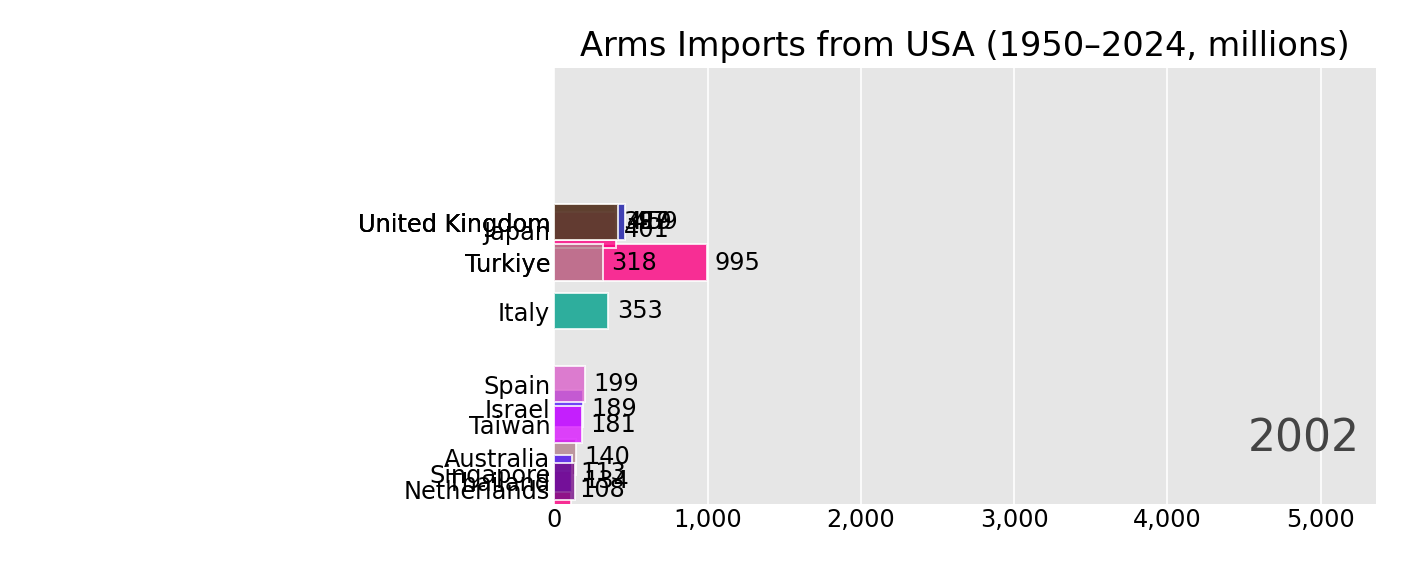 Arms Imports from USA (1950–2024, millions)
United Kingdom
Japan 401
Turkiye 318 995
Italy 353
Spain 199
Israel 189
Taiwan 181
Australia 140
Singapore 113
Thailand 134
Netherlands 108
2002
0 1,000 2,000 3,000 4,000 5,000